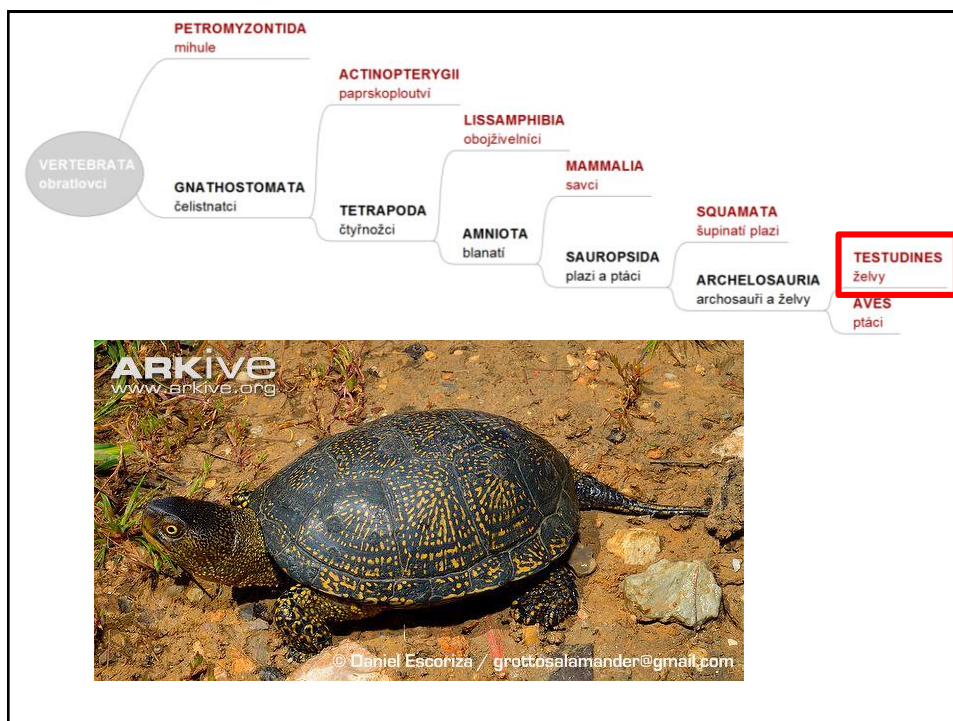 PETROMYZONTIDA
mihule
ACTINOPTERYGII
paprskoploutví
LISSAMPHIBIA
obojživelníci
MAMMALIA
savci
VERTEBRATA
obratlovci
GNATHOSTOMATA
čelistnatci
TETRAPODA
čtyřnožci
AMNIOTA
blanatí
SAUROPSIDA
plazi a ptáci
SQUAMATA
šupinatí plazi
ARCHELOSAURIA
archosauři a želvy
TESTUDINES
želvy
AVES
ptáci
ARKIVE
www.arkive.org
© Daniel Escoriza / grottosalamander@gmail.com